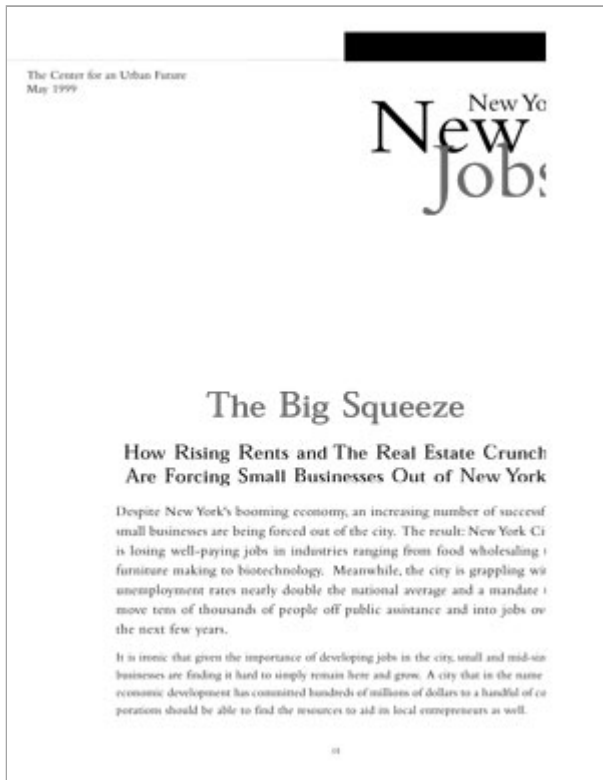 The Center for an Urban Future
May 1999
New Yo
New
Jobs
The Big Squeeze
How Rising Rents and The Real Estate Crunch
Are Forcing Small Businesses Out of New York
Despite New York's booming economy, an increasing number of successf
small businesses are being forced out of the city. The result: New York Ci
is losing well-paying jobs in industries ranging from food wholesaling
furniture making to biotechnology. Meanwhile, the city is grappling wit
unemployment rates nearly double the national average and a mandate
move tens of thousands of people off public assistance and into jobs ov
the next few years.
It is ironic that given the importance of developing jobs in the city, small and mid-siz
businesses are finding it hard to simply remain here and grow. A city that in the name
economic development has committed hundreds of millions of dollars to a handful of co
porations should be able to find the resources to aid its local entrepreneurs as well.